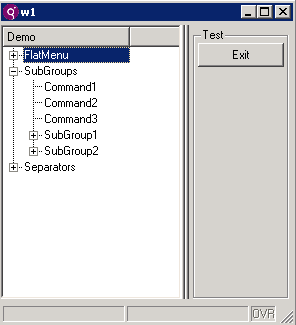 w1
Demo
Test
FlatMenu
Exit
SubGroups
Command1
Command2
Command3
SubGroup1
SubGroup2
Separators
OVR